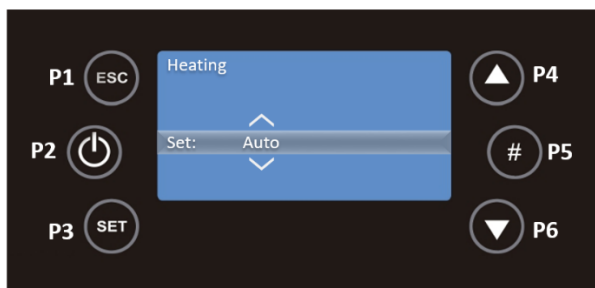 P1 ESC
Heating
P4
P2
Set: Auto
# P5
P3 SET
P6